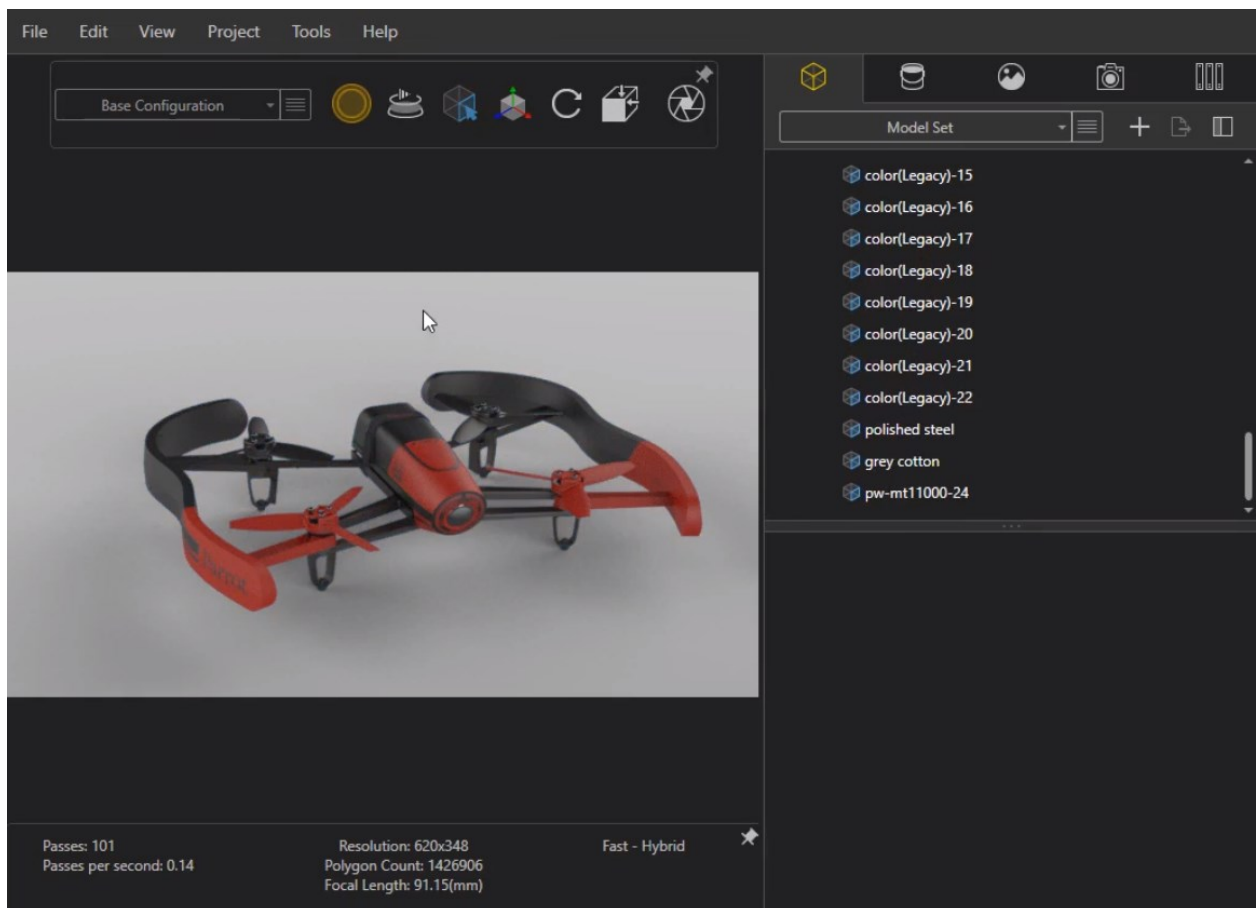 File Edit View Project Tools Help
Base Configuration
Model Set
color(Legacy)-15
color(Legacy)-16
color(Legacy)-17
color(Legacy)-18
color(Legacy)-19
color(Legacy)-20
color(Legacy)-21
color(Legacy)-22
polished steel
grey cotton
pw-mt11000-24
Parrot
Passes: 101
Passes per second: 0.14
Resolution: 620x348
Polygon Count: 1426906
Focal Length: 91.15(mm)
Fast - Hybrid